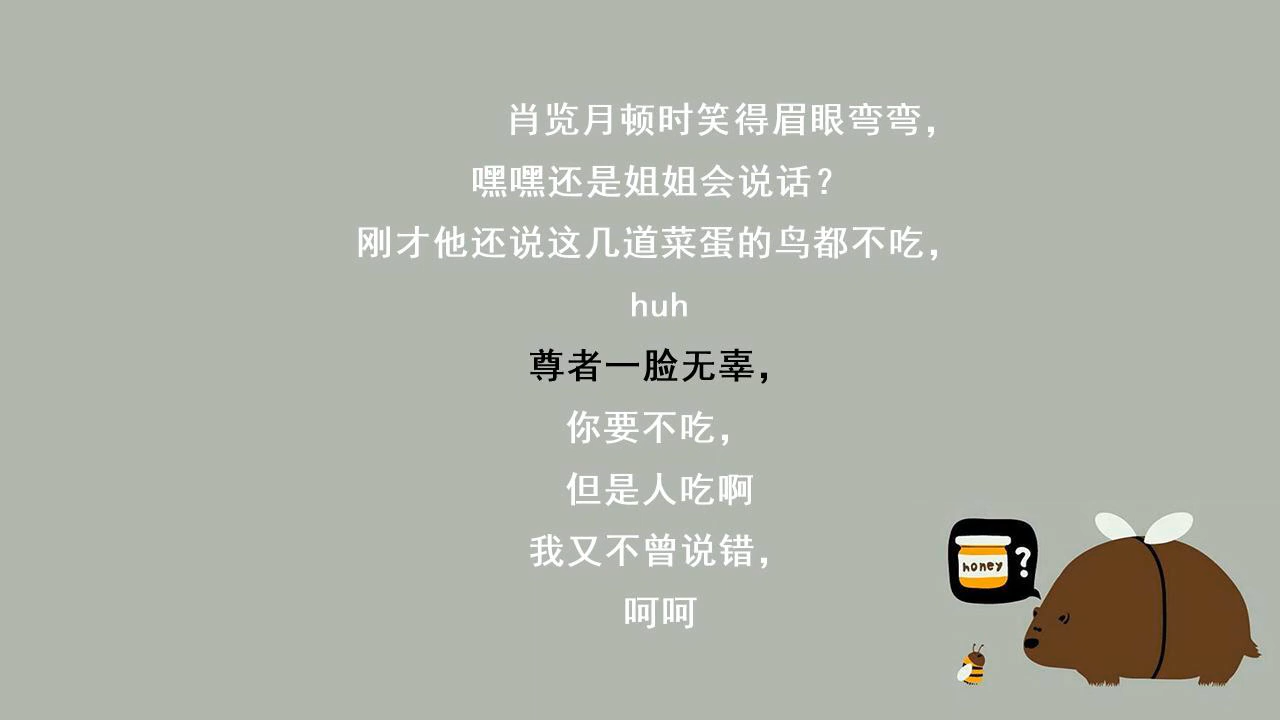 肖览月顿时笑得眉眼弯弯，
嘿嘿还是姐姐会说话？
刚才他还说这几道菜蛋的鸟都不吃，
huh
尊者一脸无辜，
你要不吃，
但是人吃啊
我又不曾说错，
呵呵
honey
?